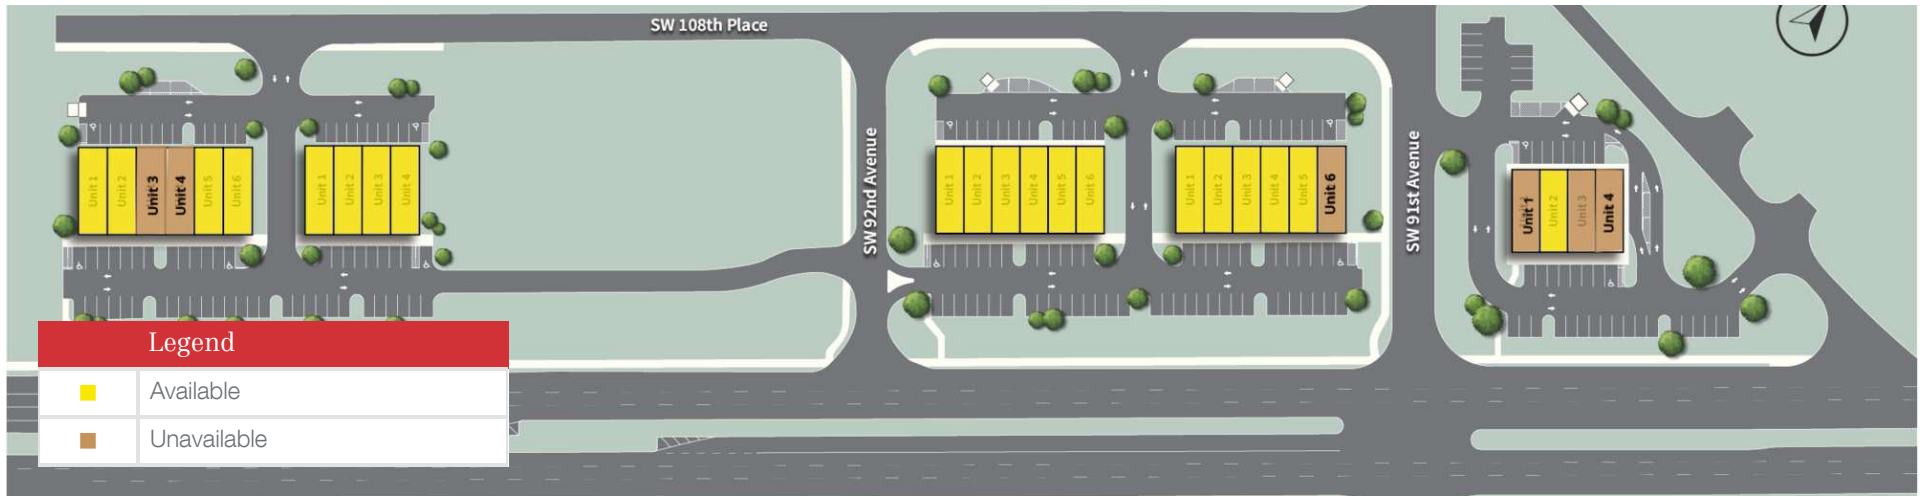 SW 108th Place
Unit 1
Unit 2
Unit 3
Unit 4
Unit 5
Unit 6
Unit 1
Unit 2
Unit 3
Unit 4
SW 92nd Avenue
Unit 1
Unit 2
Unit 3
Unit 4
Unit 5
Unit 6
Unit 1
Unit 2
Unit 3
Unit 4
Unit 5
Unit 6
SW 91st Avenue
Unit 1
Unit 2
Unit 3
Unit 4
Legend
Available
Unavailable